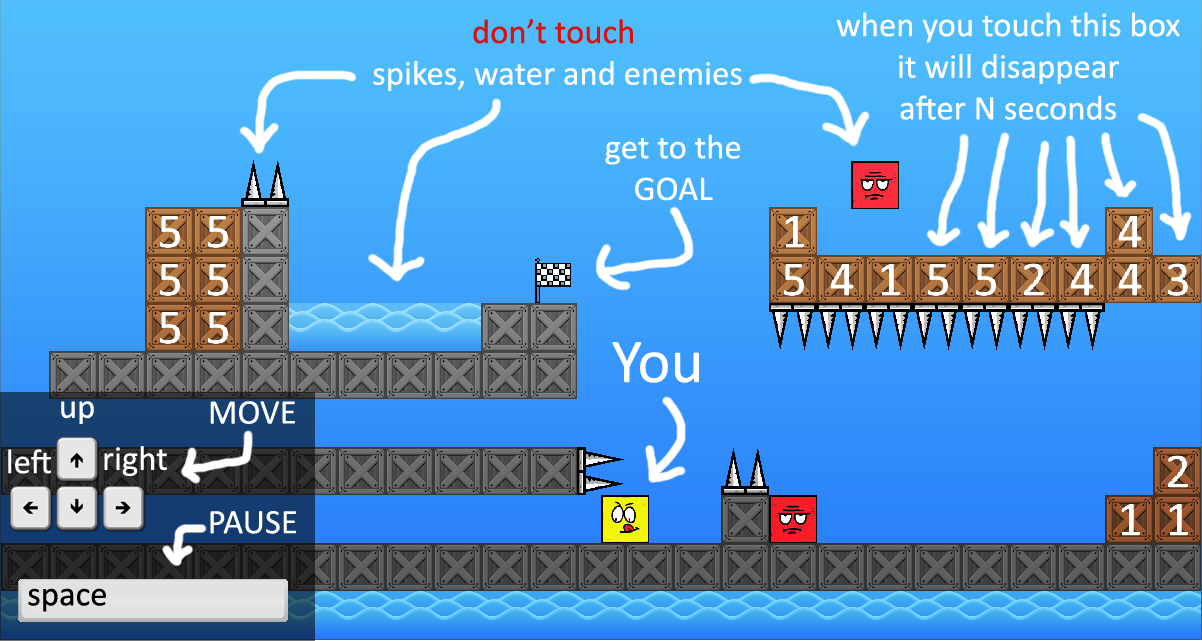 don't touch
spikes, water and enemies
when you touch this box
it will disappear
after N seconds
get to the
GOAL
5 5
5 5
5 5
1 4
5 4 1 5 5 2 4 4 3
You
up
MOVE
left right
2
1 1
PAUSE
space